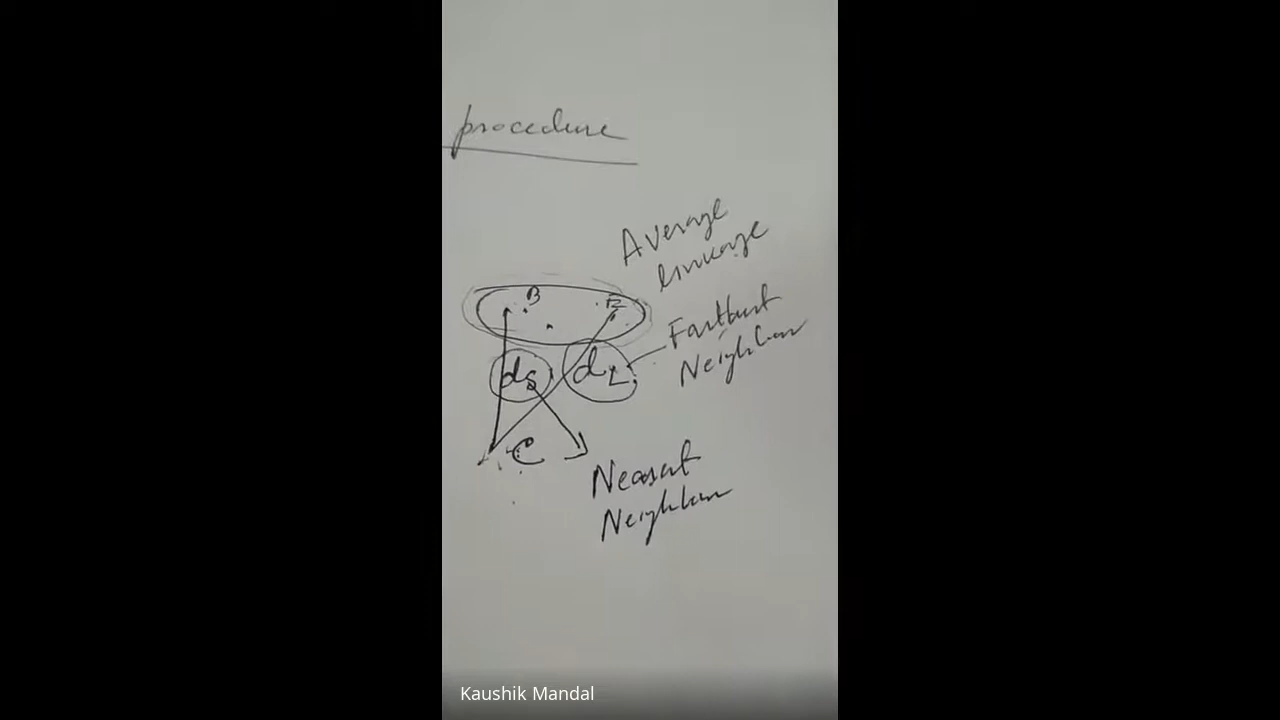 procedure
Average
linkage
B
E
Farthest
Neighbour
ds
dL
C
Nearest
Neighbour
Kaushik Mandal